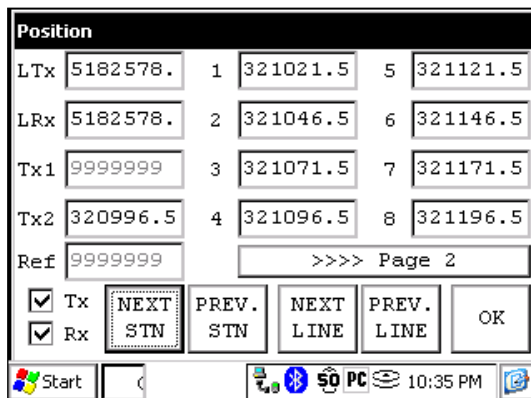 Position
LTx 5182578. 1 321021.5 5 321121.5
LRx 5182578. 2 321046.5 6 321146.5
Tx1 9999999 3 321071.5 7 321171.5
Tx2 320996.5 4 321096.5 8 321196.5
Ref 9999999 >>>> Page 2
Tx NEXT STN PREV. STN NEXT LINE PREV. LINE OK
Rx
Start PC 10:35 PM